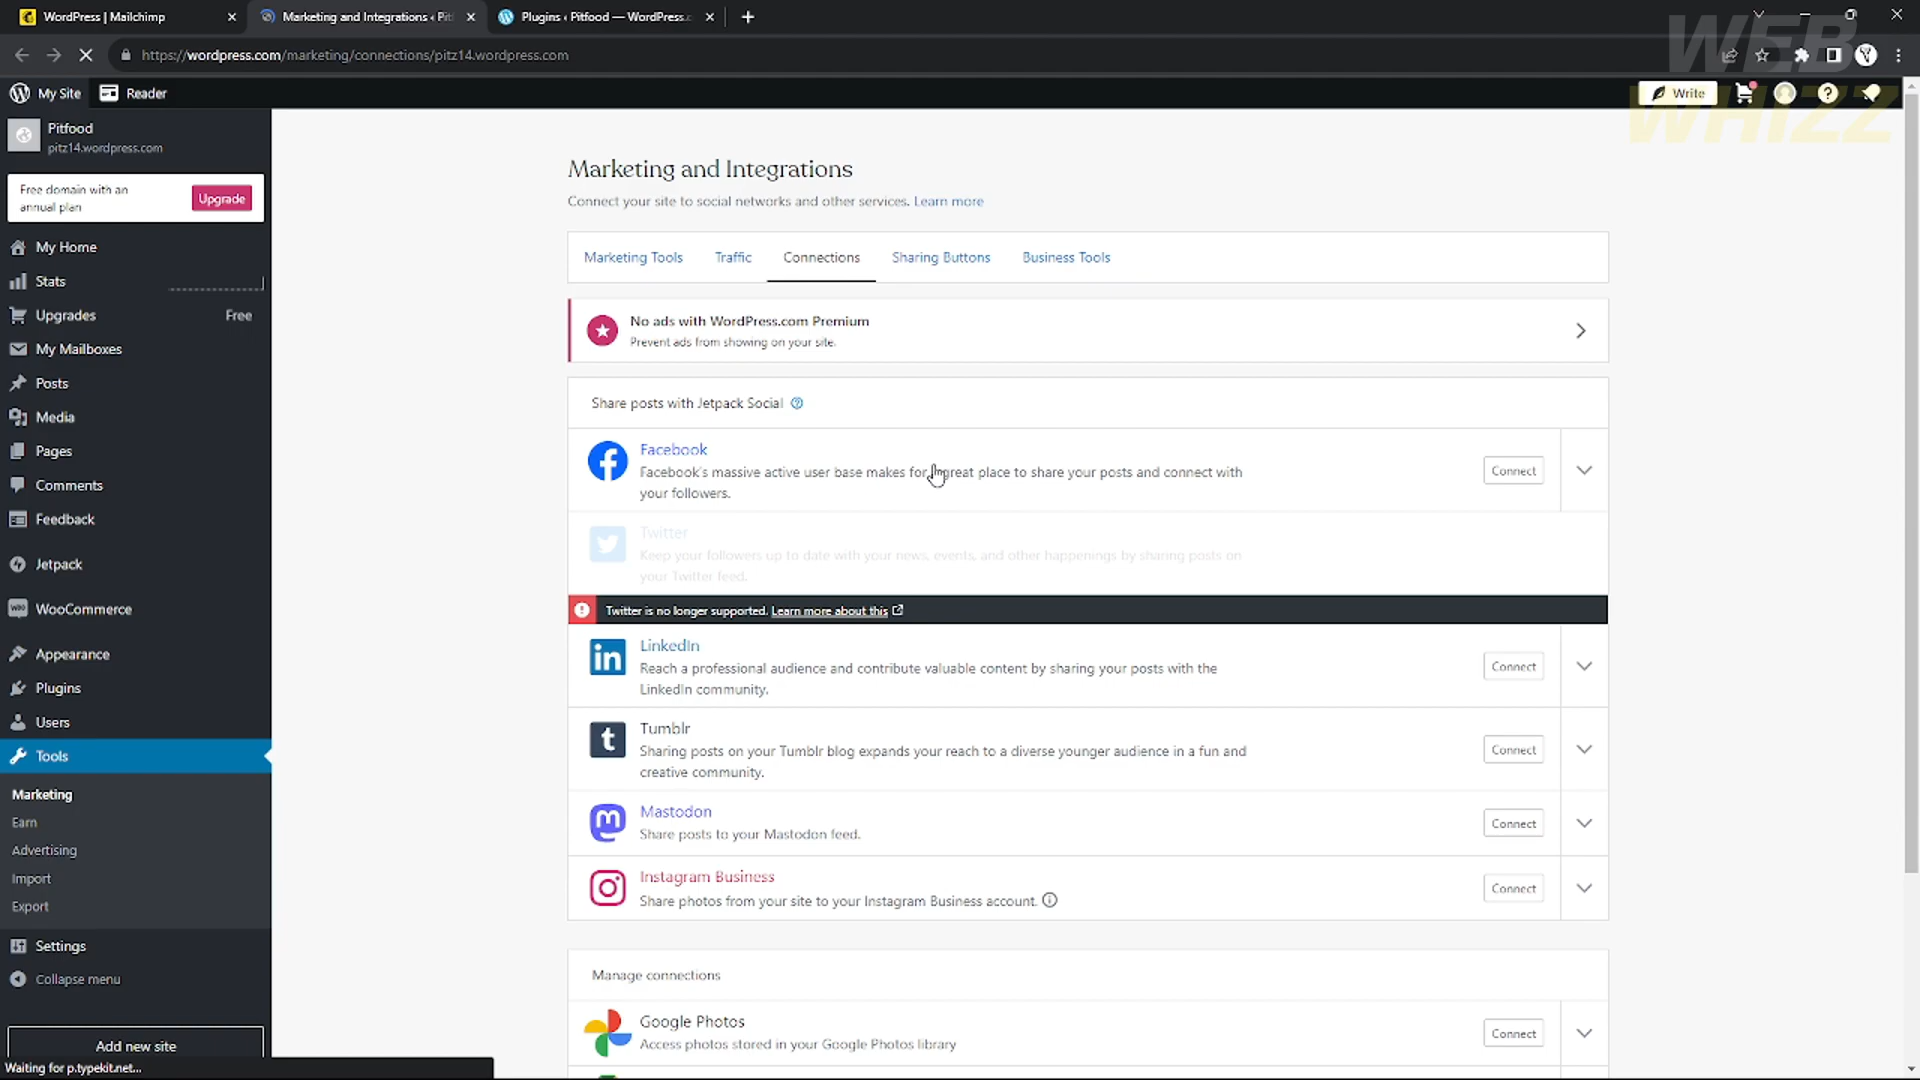 WordPress | Mailchimp
Marketing and Integrations ‹ Pitf
Plugins ‹ Pitfood — WordPress.
https://wordpress.com/marketing/connections/pitz14.wordpress.com
WEB
WHIZZ
My Site
Reader
Write
Pitfood
pitz14.wordpress.com
Free domain with an
annual plan
Upgrade
My Home
Stats
Upgrades
Free
My Mailboxes
Posts
Media
Pages
Comments
Feedback
Jetpack
WooCommerce
Appearance
Plugins
Users
Tools
Marketing
Earn
Advertising
Import
Export
Settings
Collapse menu
Add new site
Waiting for p.typekit.net...
Marketing and Integrations
Connect your site to social networks and other services. Learn more
Marketing Tools
Traffic
Connections
Sharing Buttons
Business Tools
No ads with WordPress.com Premium
Prevent ads from showing on your site.
Share posts with Jetpack Social
Facebook
Facebook's massive active user base makes for great place to share your posts and connect with
your followers.
Connect
Twitter
Keep your followers up to date with your news, events, and other happenings by sharing posts on
your Twitter feed.
Twitter is no longer supported. Learn more about this
LinkedIn
Reach a professional audience and contribute valuable content by sharing your posts with the
LinkedIn community.
Connect
Tumblr
Sharing posts on your Tumblr blog expands your reach to a diverse younger audience in a fun and
creative community.
Connect
Mastodon
Share posts to your Mastodon feed.
Connect
Instagram Business
Share photos from your site to your Instagram Business account.
Connect
Manage connections
Google Photos
Access photos stored in your Google Photos library
Connect